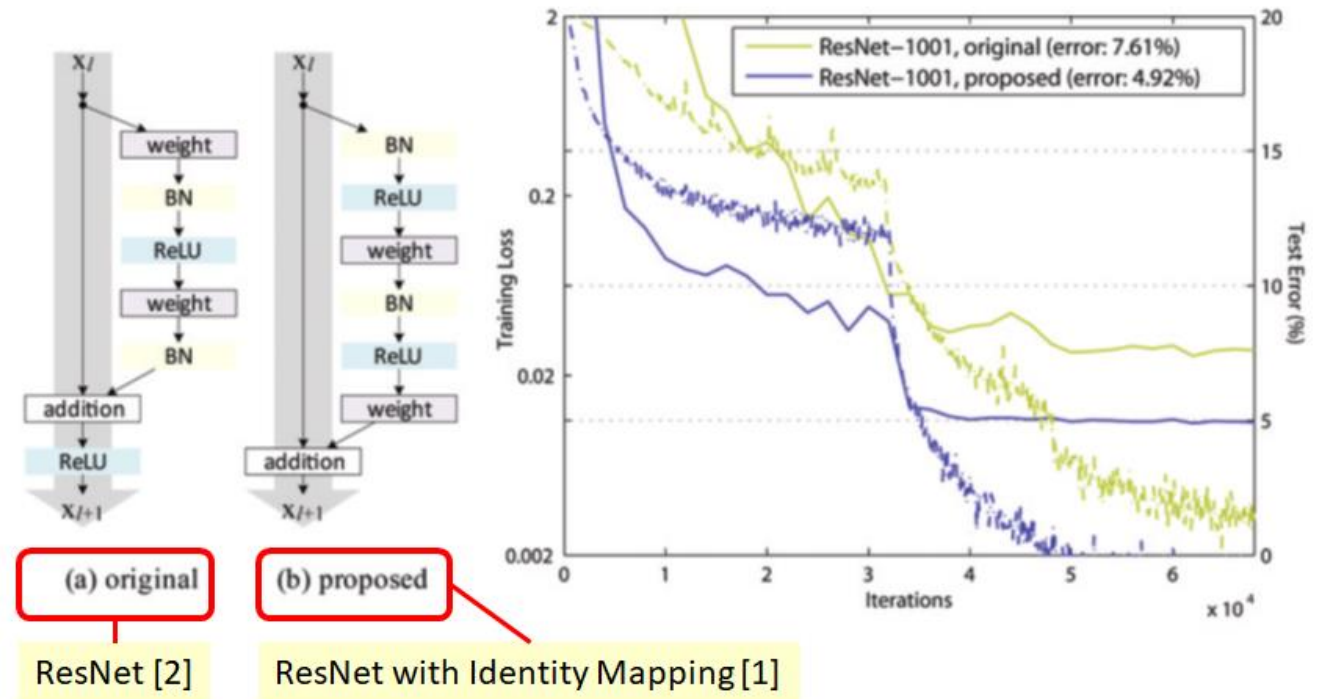 x_l
weight
BN
ReLU
weight
BN
addition
ReLU
x_{l+1}
(a) original
ResNet [2]
x_l
BN
ReLU
weight
BN
ReLU
weight
addition
x_{l+1}
(b) proposed
ResNet with Identity Mapping [1]
ResNet-1001, original (error: 7.61%)
ResNet-1001, proposed (error: 4.92%)
Training Loss
2
0.2
0.02
0.002
0 1 2 3 4 5 6
x 10^4
Iterations
20
15
10
5
0
Test Error (%)